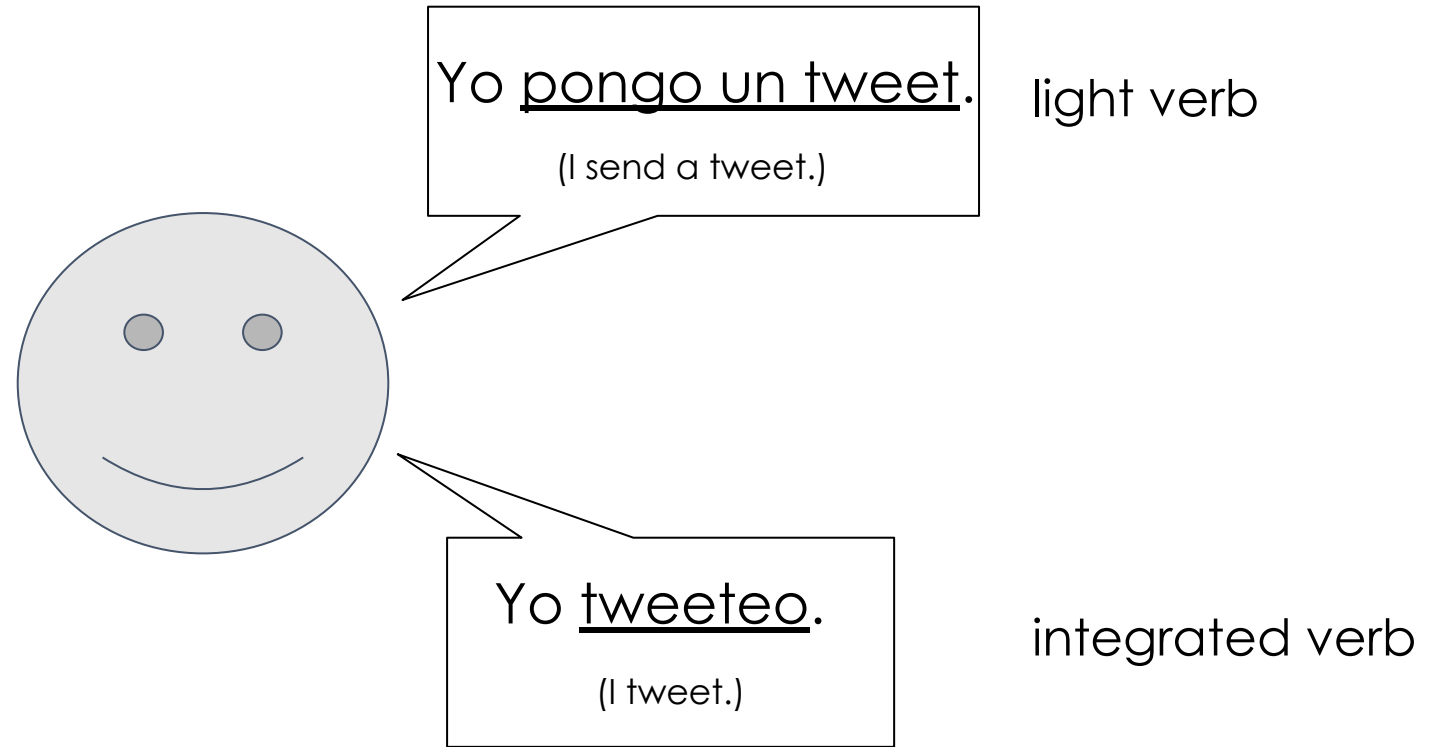 Yo pongo un tweet.
(I send a tweet.)
light verb
Yo tweeteo.
(I tweet.)
integrated verb